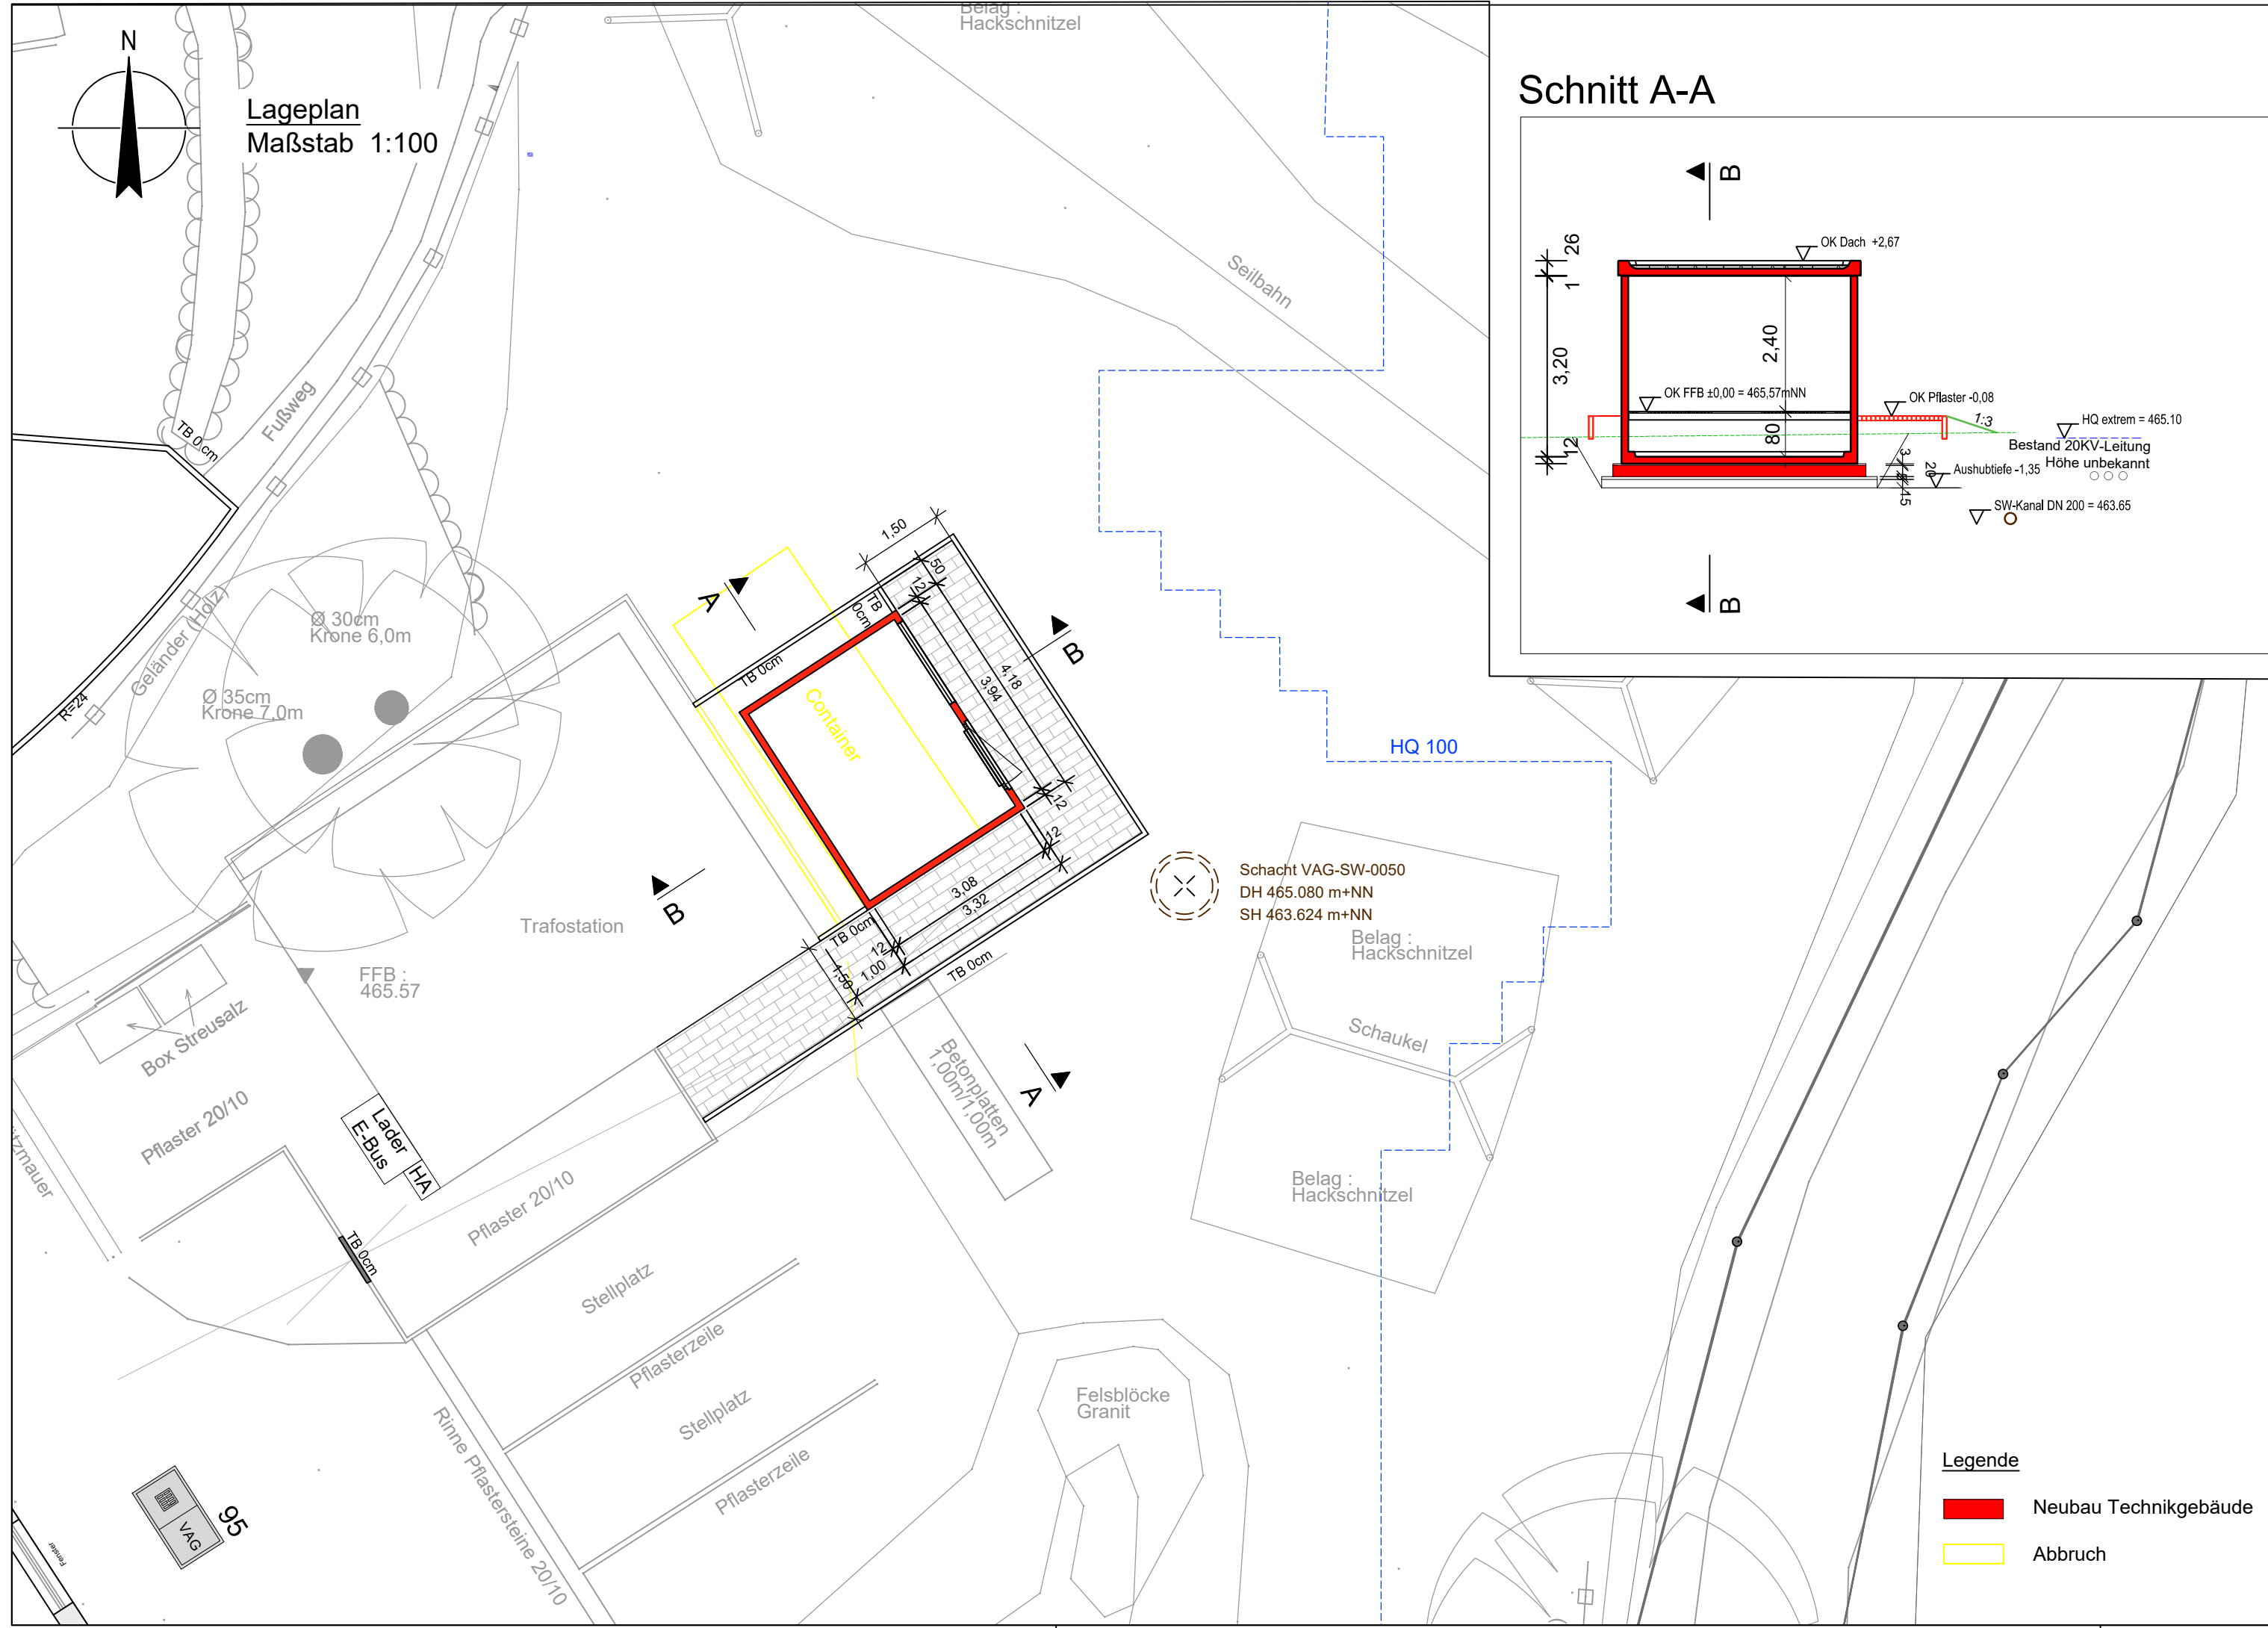 Belag :
Hackschnitzel
N
Lageplan
Maßstab 1:100
Schnitt A-A
B
26
OK Dach +2,67
1
3,20
2,40
OK FFB ±0,00 = 465,57mNN
OK Pflaster -0,08
1:3
HQ extrem = 465.10
12
80
Bestand 20KV-Leitung
Höhe unbekannt
3
20
Aushubtiefe -1,35
15
SW-Kanal DN 200 = 463.65
B
Seilbahn
Fußweg
TB 0cm
Geländer (Holz)
R=24
Ø 30cm
Krone 6,0m
Ø 35cm
Krone 7,0m
1,50
50
12
TB
0cm
A
B
TB 0cm
Container
4,18
3,94
12
12
HQ 100
Schacht VAG-SW-0050
DH 465.080 m+NN
SH 463.624 m+NN
3,08
3,32
B
Trafostation
TB 0cm
12
1,00
1,50
TB 0cm
FFB :
465.57
Box Streusalz
Belag :
Hackschnitzel
Schaukel
Betonplatten
1,00m/1,00m
A
Pflaster 20/10
Lader
E-Bus
HA
Belag :
Hackschnitzel
Pflaster 20/10
TB 0cm
Stellplatz
Pflasterzeile
Stellplatz
Pflasterzeile
Felsblöcke
Granit
Rinne Pflastersteine 20/10
VAG
95
Fenster
Legende
Neubau Technikgebäude
Abbruch